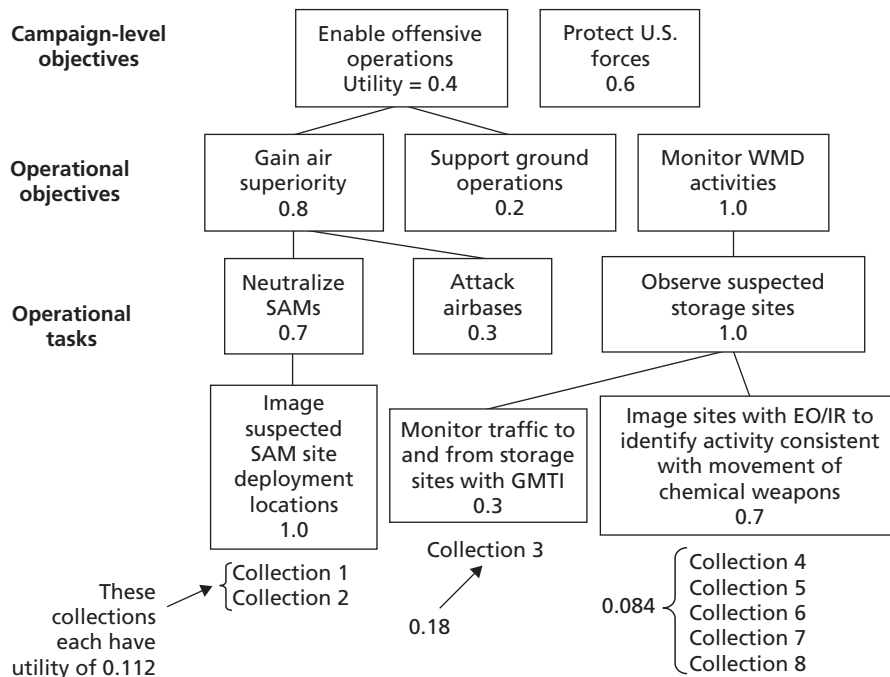 Campaign-level
objectives
Enable offensive
operations
Utility = 0.4
Protect U.S.
forces
0.6
Operational
objectives
Gain air
superiority
0.8
Support ground
operations
0.2
Monitor WMD
activities
1.0
Operational
tasks
Neutralize
SAMs
0.7
Attack
airbases
0.3
Observe suspected
storage sites
1.0
Image
suspected
SAM site
deployment
locations
1.0
Monitor traffic to
and from storage
sites with GMTI
0.3
Image sites with EO/IR to
identify activity consistent
with movement of
chemical weapons
0.7
These
collections
each have
utility of 0.112
Collection 1
Collection 2
Collection 3
0.18
0.084
Collection 4
Collection 5
Collection 6
Collection 7
Collection 8